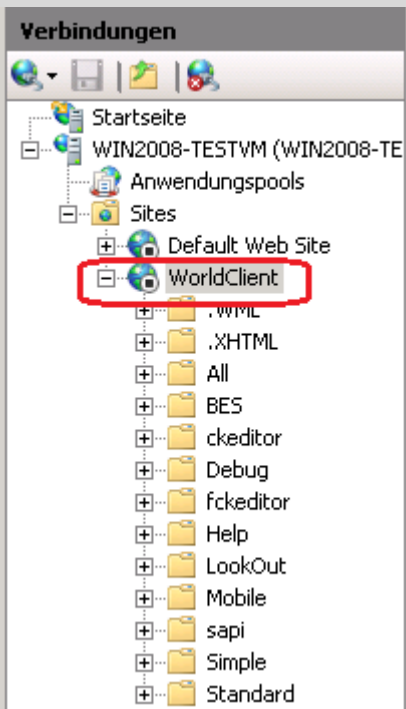 Verbindungen
Startseite
WIN2008-TESTVM (WIN2008-TE
Anwendungspools
Sites
Default Web Site
WorldClient
.WML
.XHTML
All
BES
ckeditor
Debug
fckeditor
Help
LookOut
Mobile
sapi
Simple
Standard